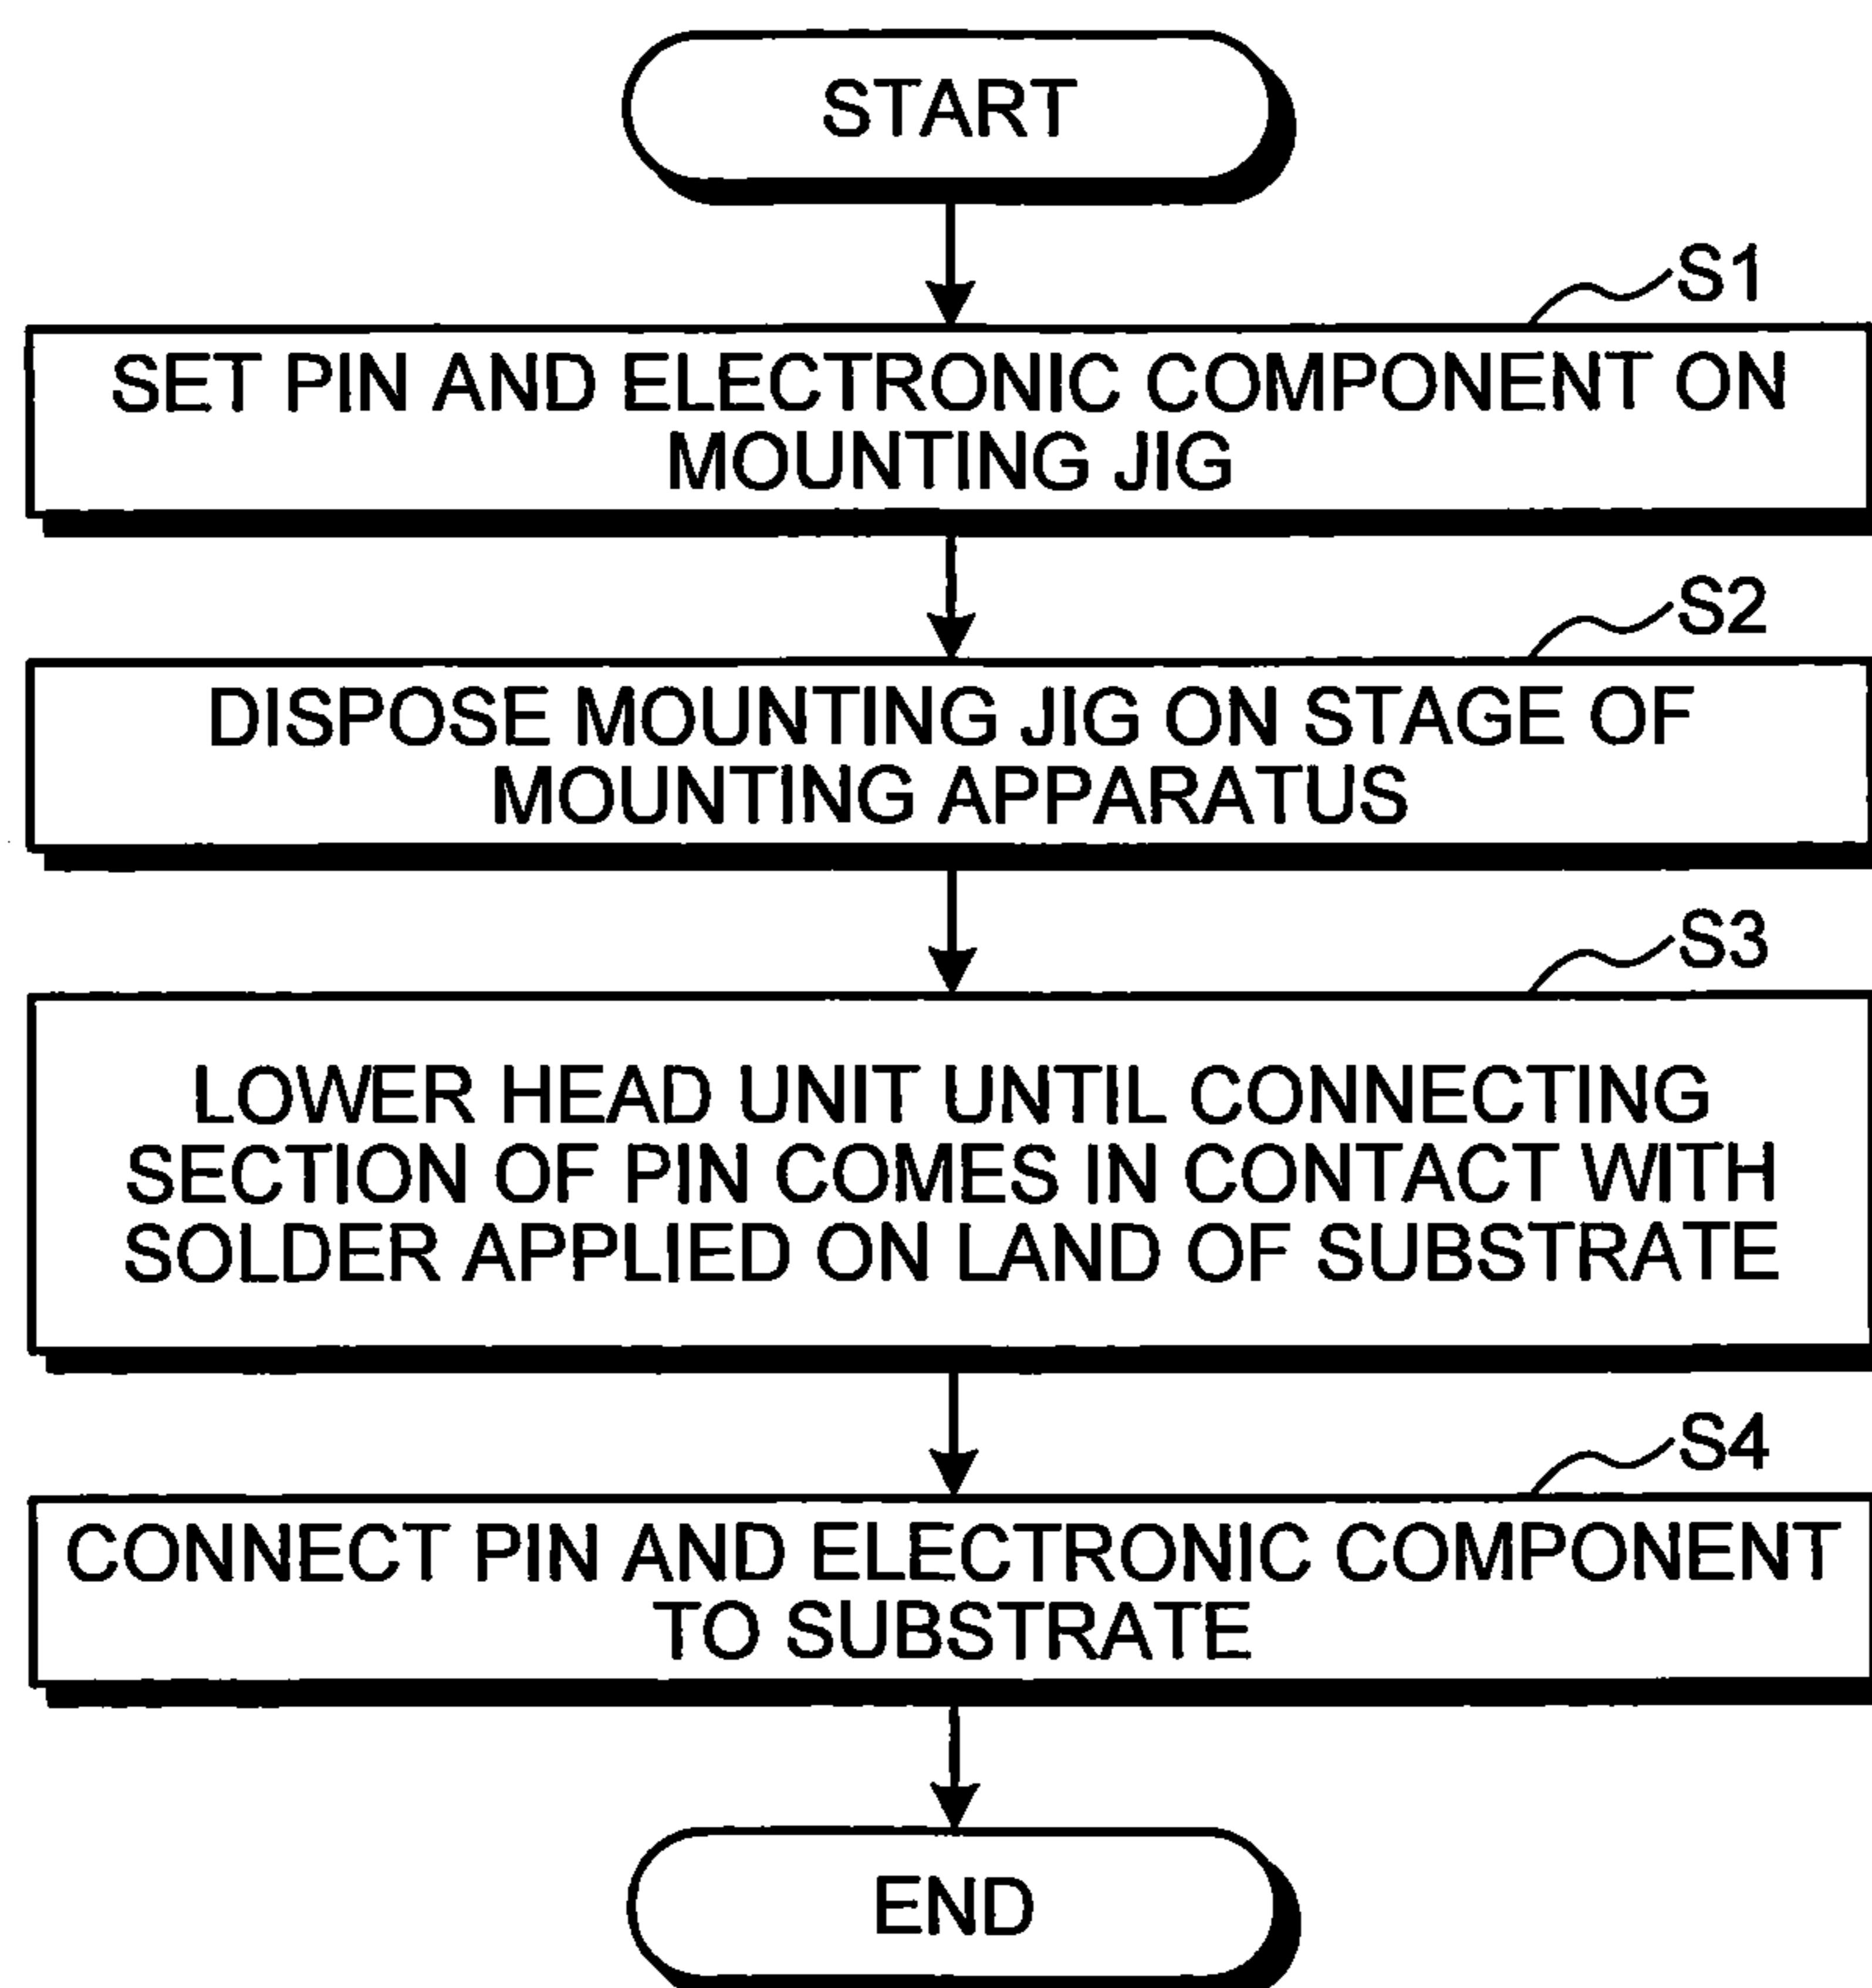 START
S1
SET PIN AND ELECTRONIC COMPONENT ON
MOUNTING JIG
S2
DISPOSE MOUNTING JIG ON STAGE OF
MOUNTING APPARATUS
S3
LOWER HEAD UNIT UNTIL CONNECTING
SECTION OF PIN COMES IN CONTACT WITH
SOLDER APPLIED ON LAND OF SUBSTRATE
S4
CONNECT PIN AND ELECTRONIC COMPONENT
TO SUBSTRATE
END